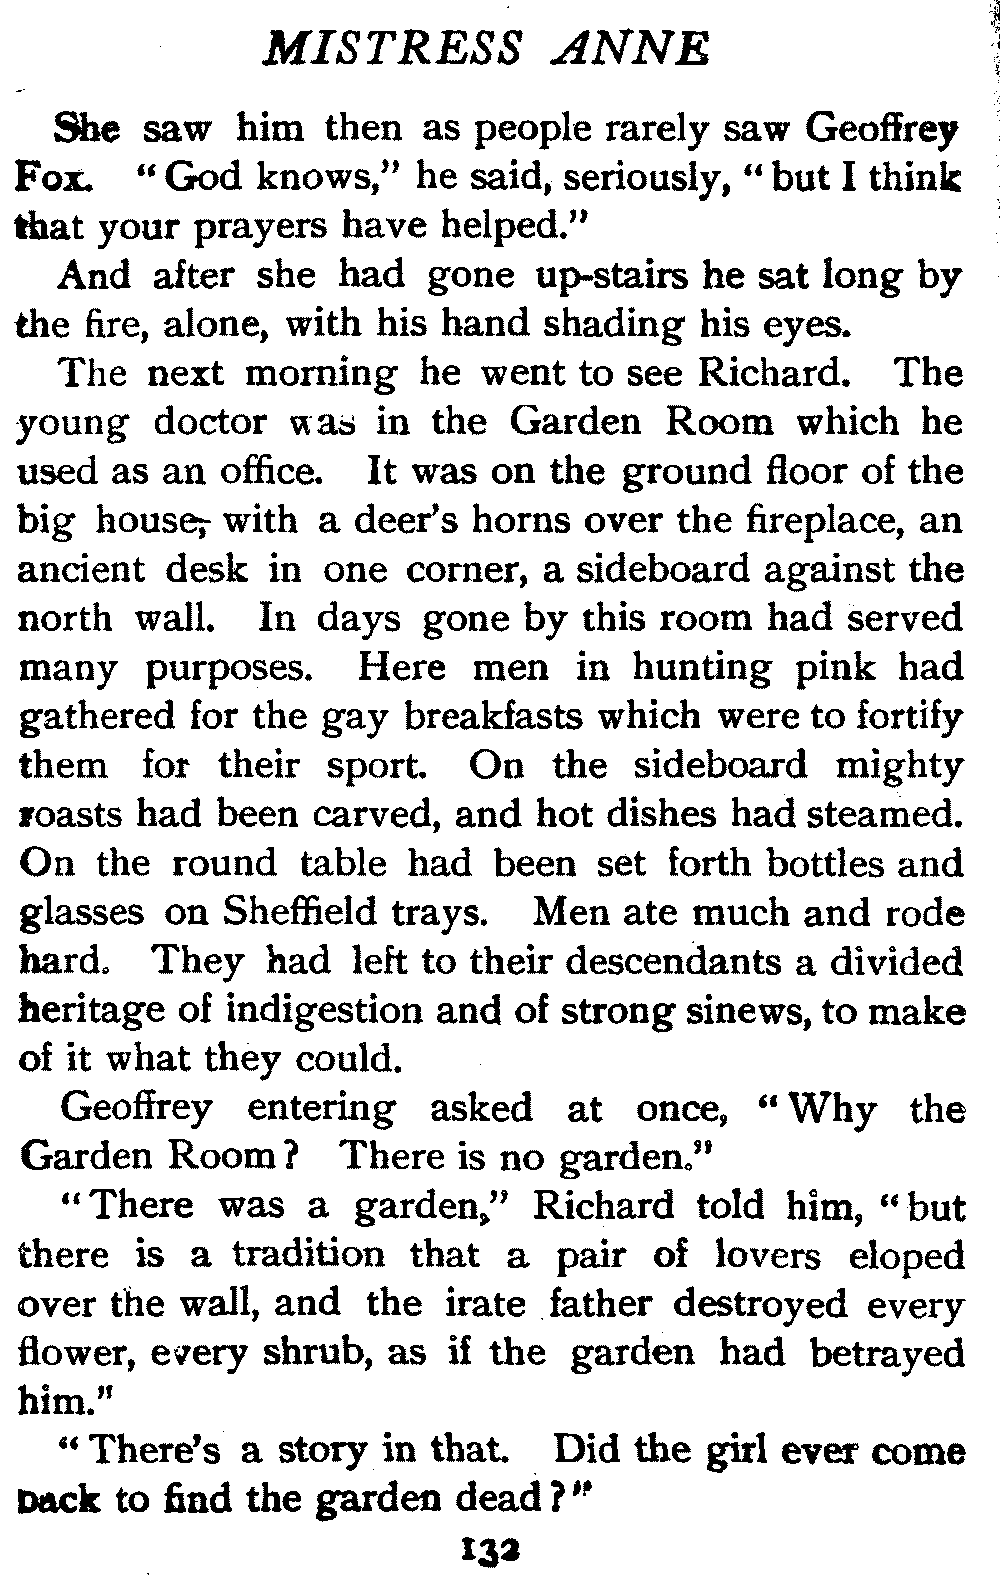 MISTRESS ANNE
She saw him then as people rarely saw Geoffrey
Fox. "God knows," he said, seriously, "but I think
that your prayers have helped."
And after she had gone up-stairs he sat long by
the fire, alone, with his hand shading his eyes.
The next morning he went to see Richard. The
young doctor was in the Garden Room which he
used as an office. It was on the ground floor of the
big house, with a deer's horns over the fireplace, an
ancient desk in one corner, a sideboard against the
north wall. In days gone by this room had served
many purposes. Here men in hunting pink had
gathered for the gay breakfasts which were to fortify
them for their sport. On the sideboard mighty
roasts had been carved, and hot dishes had steamed.
On the round table had been set forth bottles and
glasses on Sheffield trays. Men ate much and rode
hard. They had left to their descendants a divided
heritage of indigestion and of strong sinews, to make
of it what they could.
Geoffrey entering asked at once, "Why the
Garden Room? There is no garden."
"There was a garden," Richard told him, "but
there is a tradition that a pair of lovers eloped
over the wall, and the irate father destroyed every
flower, every shrub, as if the garden had betrayed
him."
"There's a story in that. Did the girl ever come
back to find the garden dead?"
132